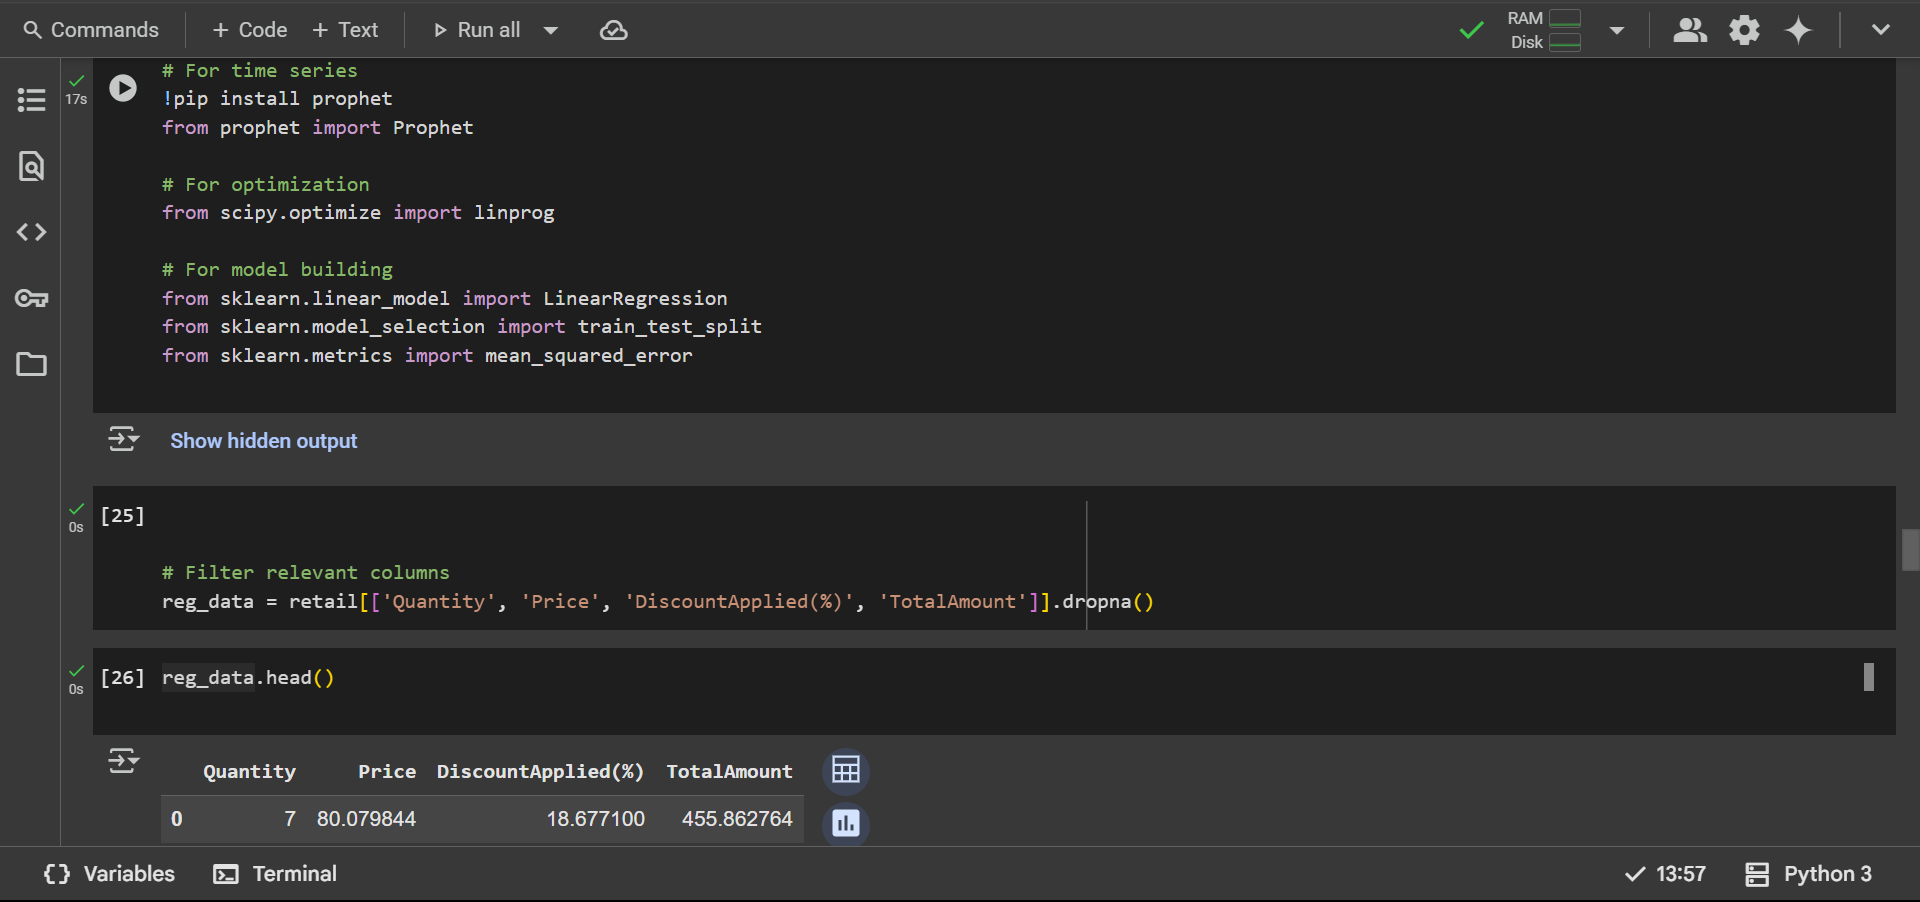 Commands + Code + Text Run all RAM Disk
17s
# For time series
!pip install prophet
from prophet import Prophet
# For optimization
from scipy.optimize import linprog
# For model building
from sklearn.linear_model import LinearRegression
from sklearn.model_selection import train_test_split
from sklearn.metrics import mean_squared_error
Show hidden output
0s [25]
# Filter relevant columns
reg_data = retail[['Quantity', 'Price', 'DiscountApplied(%)', 'TotalAmount']].dropna()
0s [26] reg_data.head()
Quantity Price DiscountApplied(%) TotalAmount
0 7 80.079844 18.677100 455.862764
{} Variables Terminal 13:57 Python 3